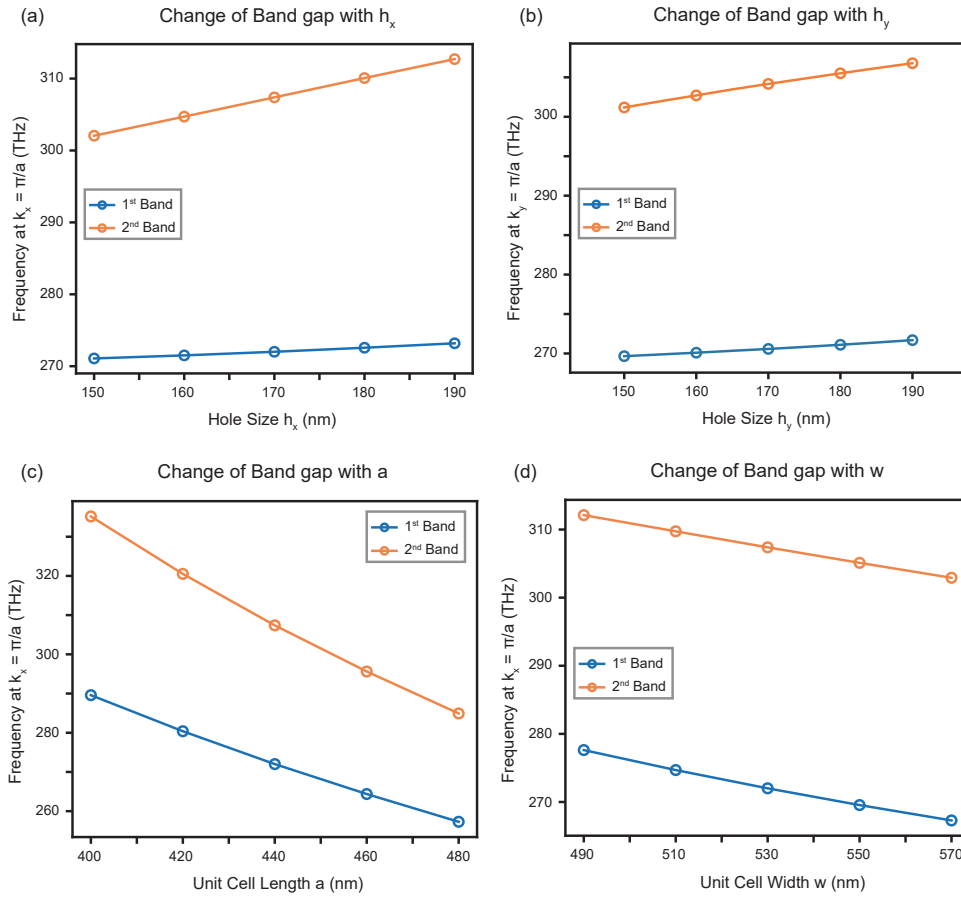 (a)
Change of Band gap with hₓ
Frequency at kₓ = π/a (THz)
310
300
290
280
270
1ˢᵗ Band
2ⁿᵈ Band
150
160
170
180
190
Hole Size hₓ (nm)
(b)
Change of Band gap with h_y
Frequency at k_y = π/a (THz)
300
290
280
270
1ˢᵗ Band
2ⁿᵈ Band
150
160
170
180
190
Hole Size h_y (nm)
(c)
Change of Band gap with a
Frequency at kₓ = π/a (THz)
320
300
280
260
1ˢᵗ Band
2ⁿᵈ Band
400
420
440
460
480
Unit Cell Length a (nm)
(d)
Change of Band gap with w
Frequency at kₓ = π/a (THz)
310
290
290
270
1ˢᵗ Band
2ⁿᵈ Band
490
510
530
550
570
Unit Cell Width w (nm)